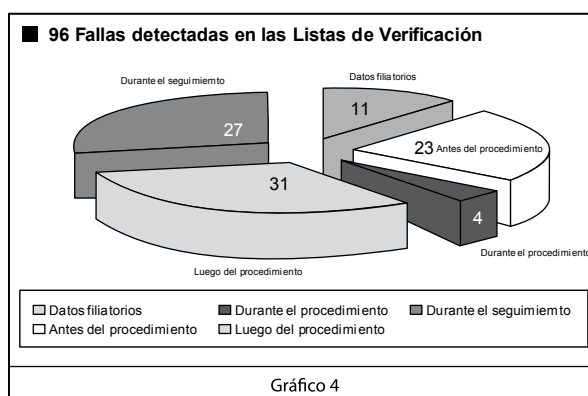 96 Fallas detectadas en las Listas de Verificación
Durante el seguimiemto
Datos filiatorios
11
27
23 Antes del procedimiento
31
4
Durante el procedimiento
Luego del procedimiento
Datos filiatorios
Durante el procedimiento
Durante el seguimiemto
Antes del procedimiento
Luego del procedimiento
Gráfico 4